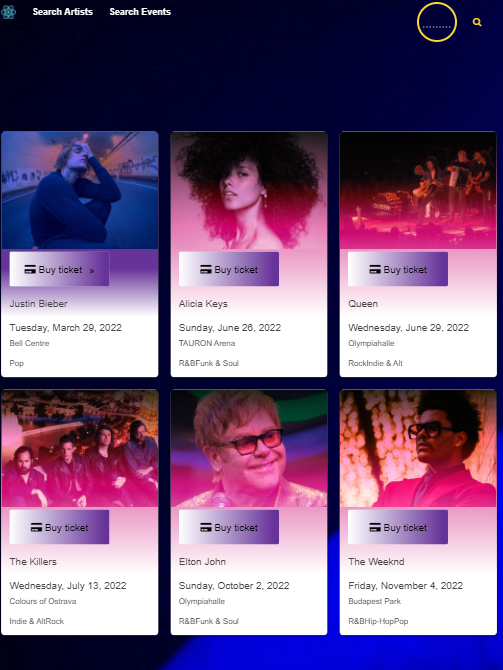 Search Artists Search Events
Buy ticket »
Justin Bieber
Tuesday, March 29, 2022
Bell Centre
Pop
Buy ticket
Alicia Keys
Sunday, June 26, 2022
TAURON Arena
R&BFunk & Soul
Buy ticket
Queen
Wednesday, June 29, 2022
Olympiahalle
RockIndie & Alt
Buy ticket
The Killers
Wednesday, July 13, 2022
Colours of Ostrava
Indie & AltRock
Buy ticket
Elton John
Sunday, October 2, 2022
Olympiahalle
R&BFunk & Soul
Buy ticket
The Weeknd
Friday, November 4, 2022
Budapest Park
R&BHip-HopPop